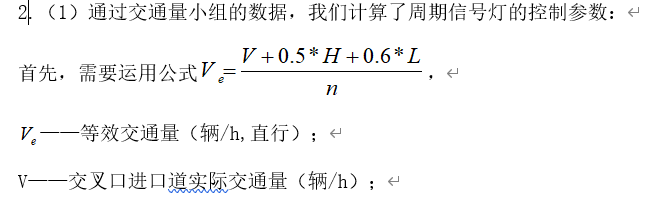 2.（1）通过交通量小组的数据，我们计算了周期信号灯的控制参数：
首先，需要运用公式Ve=(V+0.5*H+0.6*L)/n，
Ve——等效交通量（辆/h,直行）；
V——交叉口进口道实际交通量（辆/h）；